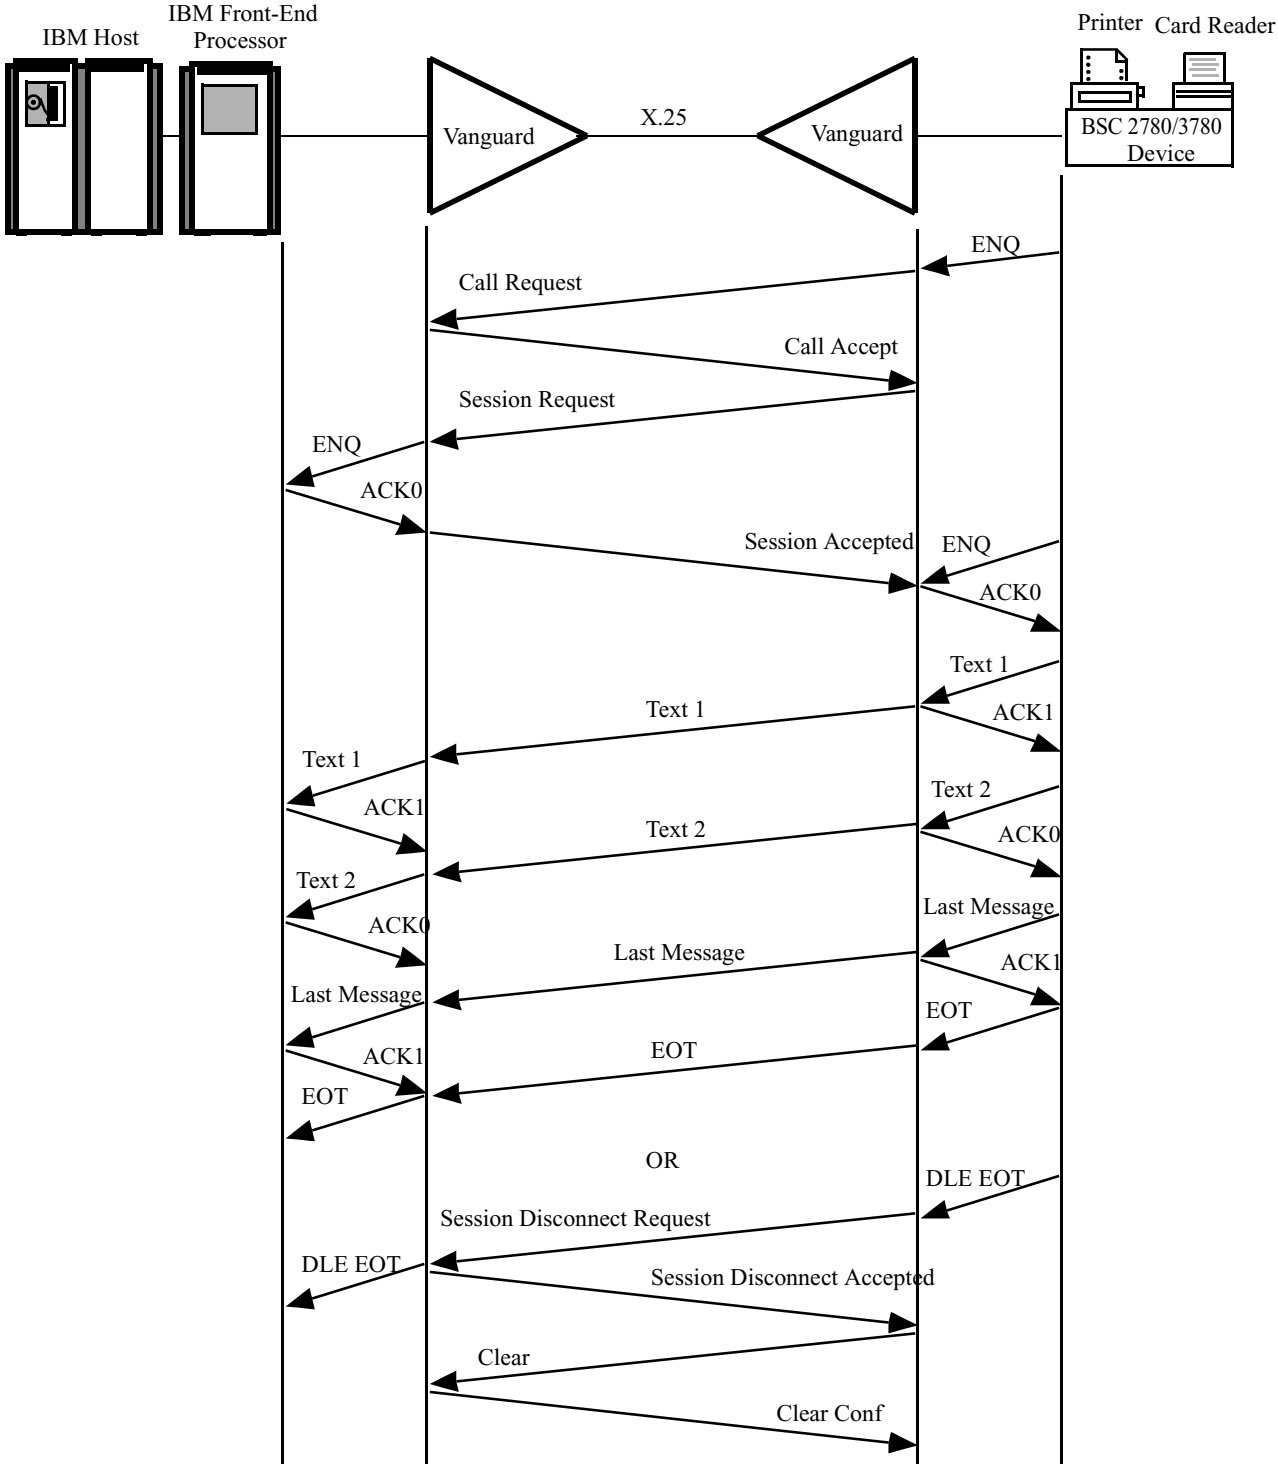 IBM Host
IBM Front-End
Processor
Printer
Card Reader
Vanguard
X.25
Vanguard
BSC 2780/3780
Device
ENQ
Call Request
Call Accept
Session Request
ENQ
ACK0
Session Accepted
ENQ
ACK0
Text 1
Text 1
ACK1
Text 1
ACK1
Text 2
Text 2
ACK0
Text 2
ACK0
Last Message
Last Message
ACK1
Last Message
EOT
ACK1
EOT
EOT
OR
DLE EOT
Session Disconnect Request
DLE EOT
Session Disconnect Accepted
Clear
Clear Conf